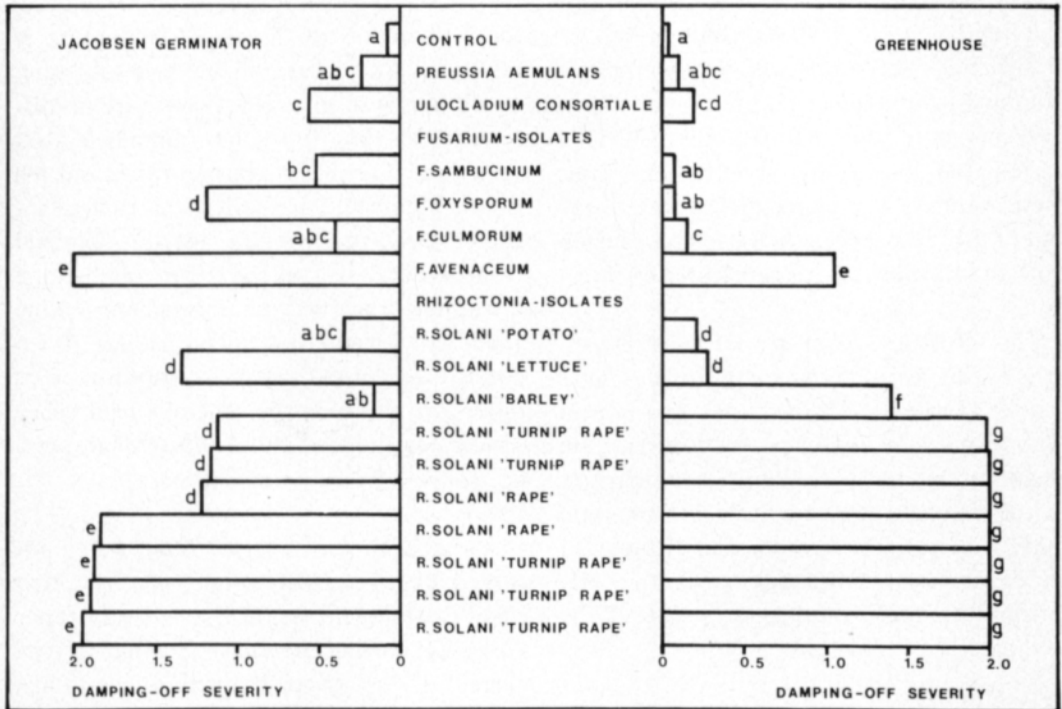 JACOBSEN GERMINATOR
GREENHOUSE
a CONTROL a
abc PREUSSIA AEMULANS abc
c ULOCLADIUM CONSORTIALE cd
FUSARIUM-ISOLATES
bc F.SAMBUCINUM ab
d F.OXYSPORUM ab
abc F.CULMORUM c
e F.AVENACEUM e
RHIZOCTONIA-ISOLATES
abc R.SOLANI 'POTATO' d
d R.SOLANI 'LETTUCE' d
ab R.SOLANI 'BARLEY' f
d R.SOLANI 'TURNIP RAPE' g
d R.SOLANI 'TURNIP RAPE' g
d R.SOLANI 'RAPE' g
e R.SOLANI 'RAPE' g
e R.SOLANI 'TURNIP RAPE' g
e R.SOLANI 'TURNIP RAPE' g
e R.SOLANI 'TURNIP RAPE' g
2.0 1.5 1.0 0.5 0
0 .5 1.0 1.5 2.0
DAMPING-OFF SEVERITY
DAMPING-OFF SEVERITY